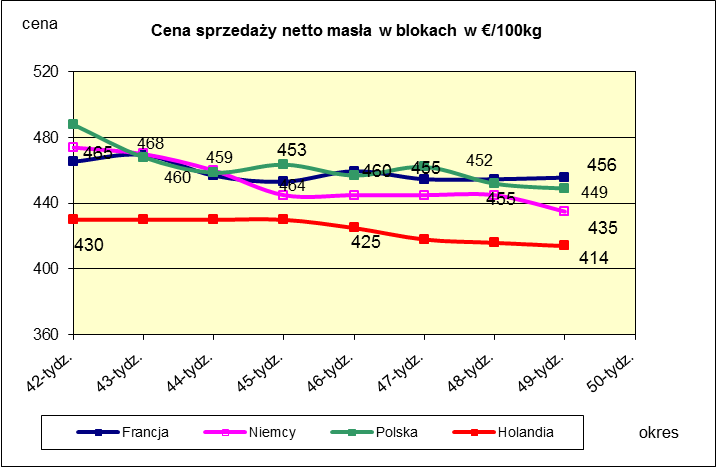 cena
Cena sprzedaży netto masła w blokach w €/100kg
520
480
440
400
360
465
468
460
459
453
464
460
455
452
455
456
449
435
414
430
425
42-tydz.
43-tydz.
44-tydz.
45-tydz.
46-tydz.
47-tydz.
48-tydz.
49-tydz.
50-tydz.
Francja
Niemcy
Polska
Holandia
okres